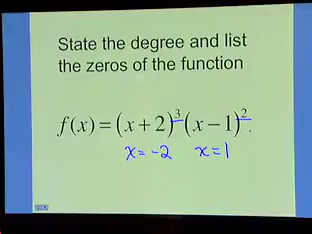 State the degree and list
the zeros of the function
f(x)=(x+2)³(x−1)².
x=-2 x=1